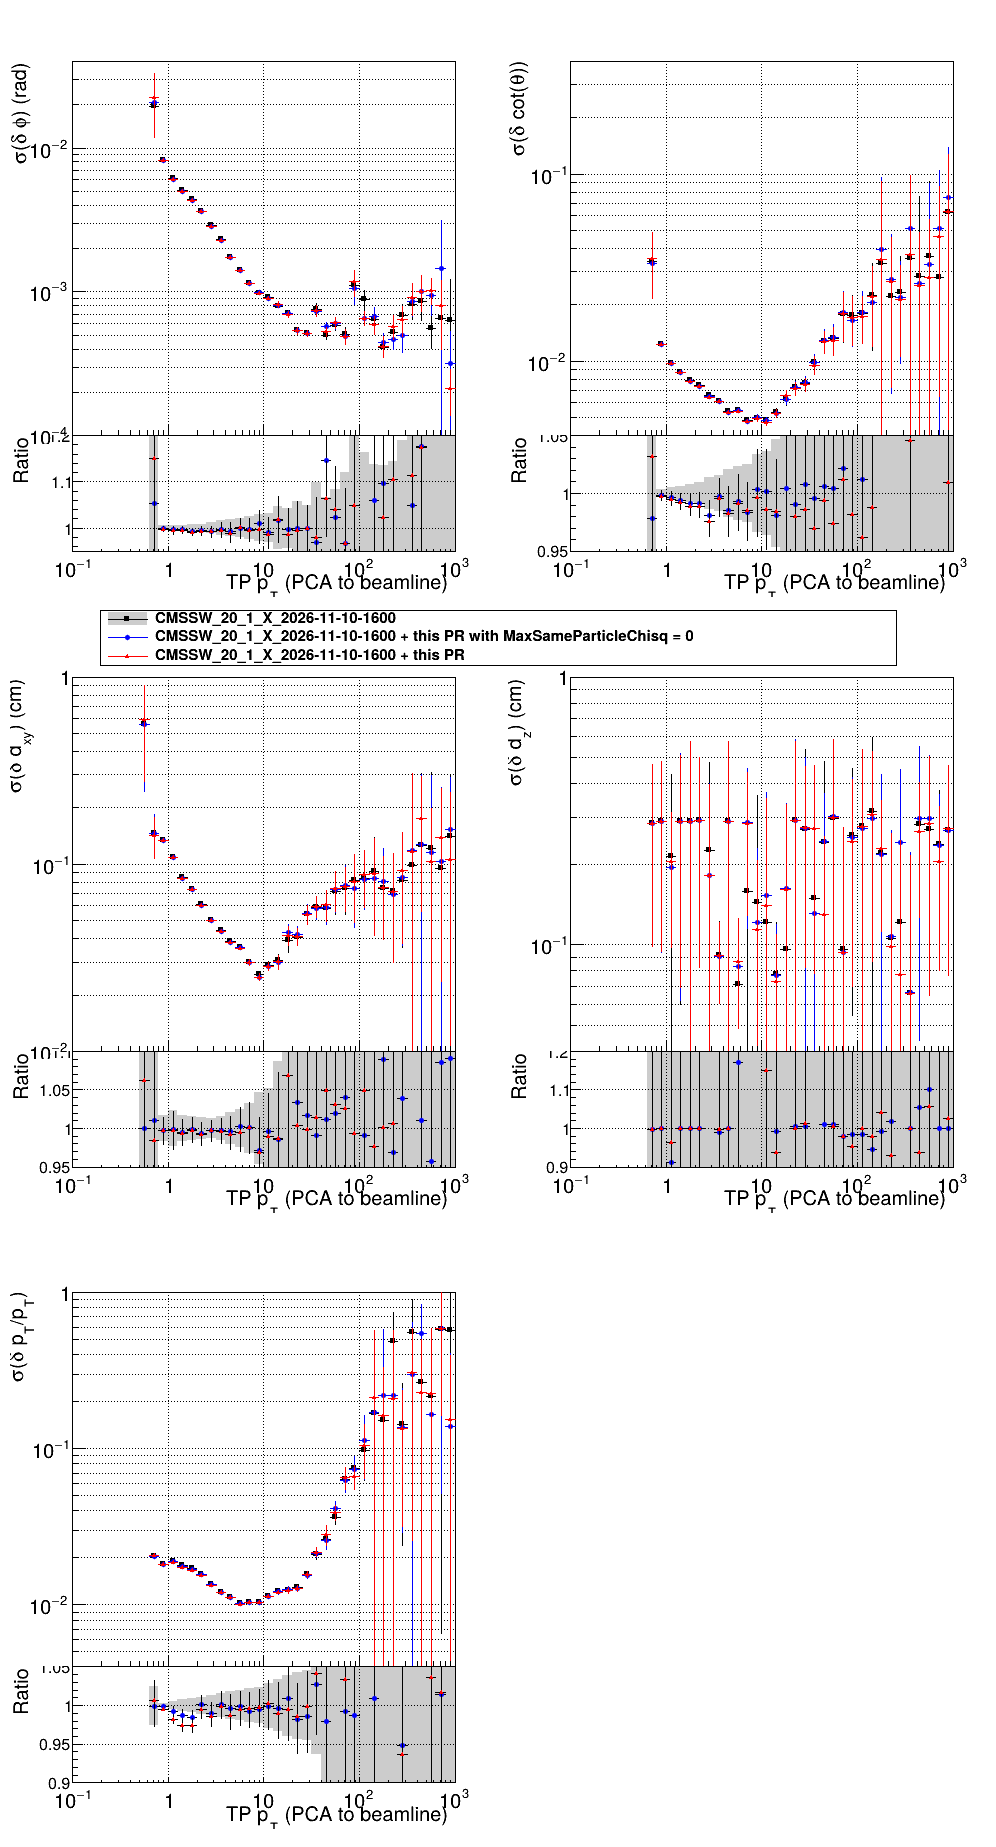 σ(δ φ) (rad)
10⁻²
10⁻³
10⁻⁴
1.2
1.1
1
Ratio
10⁻¹ 1 10 10² 10³
TP p_T (PCA to beamline)
σ(δ cot(θ))
10⁻¹
10⁻²
1.05
1
0.95
Ratio
10⁻¹ 1 10 10² 10³
TP p_T (PCA to beamline)
CMSSW_20_1_X_2026-11-10-1600
CMSSW_20_1_X_2026-11-10-1600 + this PR with MaxSameParticleChisq = 0
CMSSW_20_1_X_2026-11-10-1600 + this PR
σ(δ d_xy) (cm)
1
10⁻¹
10⁻²
1.05
1
0.95
Ratio
10⁻¹ 1 10 10² 10³
TP p_T (PCA to beamline)
σ(δ d_z) (cm)
1
10⁻¹
1.2
1.1
1
0.9
Ratio
10⁻¹ 1 10 10² 10³
TP p_T (PCA to beamline)
σ(δ p_T/p_T)
1
10⁻¹
10⁻²
1.05
1
0.95
0.9
Ratio
10⁻¹ 1 10 10² 10³
TP p_T (PCA to beamline)